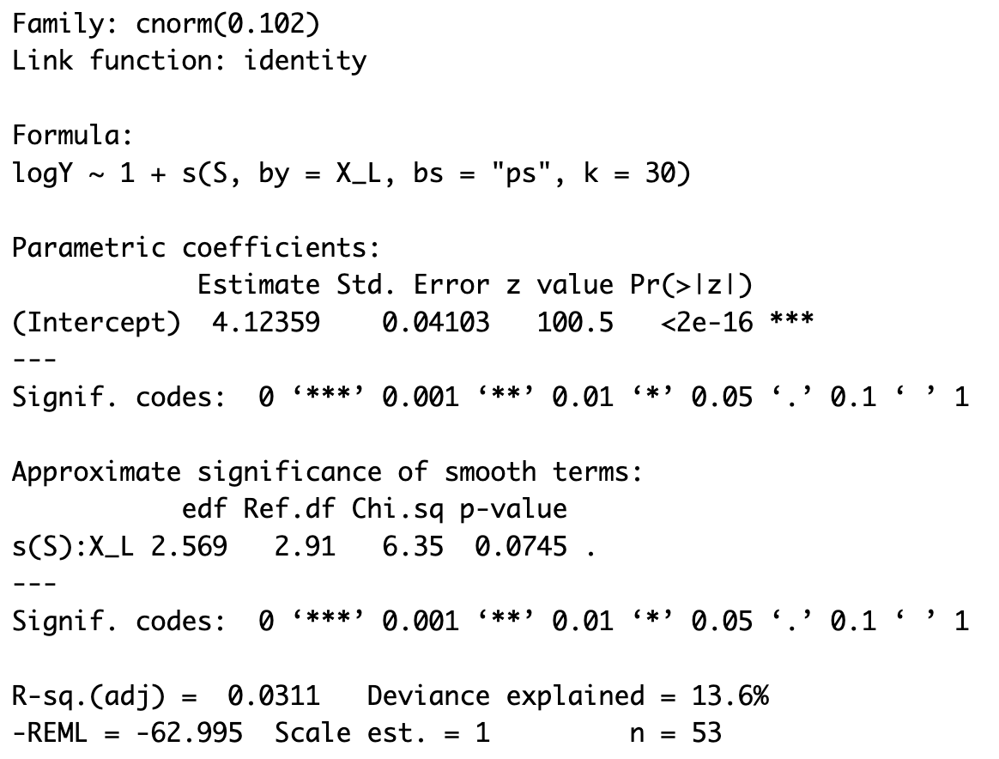 Family: cnorm(0.102)
Link function: identity
Formula:
logY ~ 1 + s(S, by = X_L, bs = "ps", k = 30)
Parametric coefficients:
Estimate Std. Error z value Pr(>|z|)
(Intercept) 4.12359 0.04103 100.5 <2e-16 ***
---
Signif. codes: 0 ‘***’ 0.001 ‘**’ 0.01 ‘*’ 0.05 ‘.’ 0.1 ‘ ’ 1
Approximate significance of smooth terms:
edf Ref.df Chi.sq p-value
s(S):X_L 2.569 2.91 6.35 0.0745 .
---
Signif. codes: 0 ‘***’ 0.001 ‘**’ 0.01 ‘*’ 0.05 ‘.’ 0.1 ‘ ’ 1
R-sq.(adj) = 0.0311 Deviance explained = 13.6%
-REML = -62.995 Scale est. = 1 n = 53